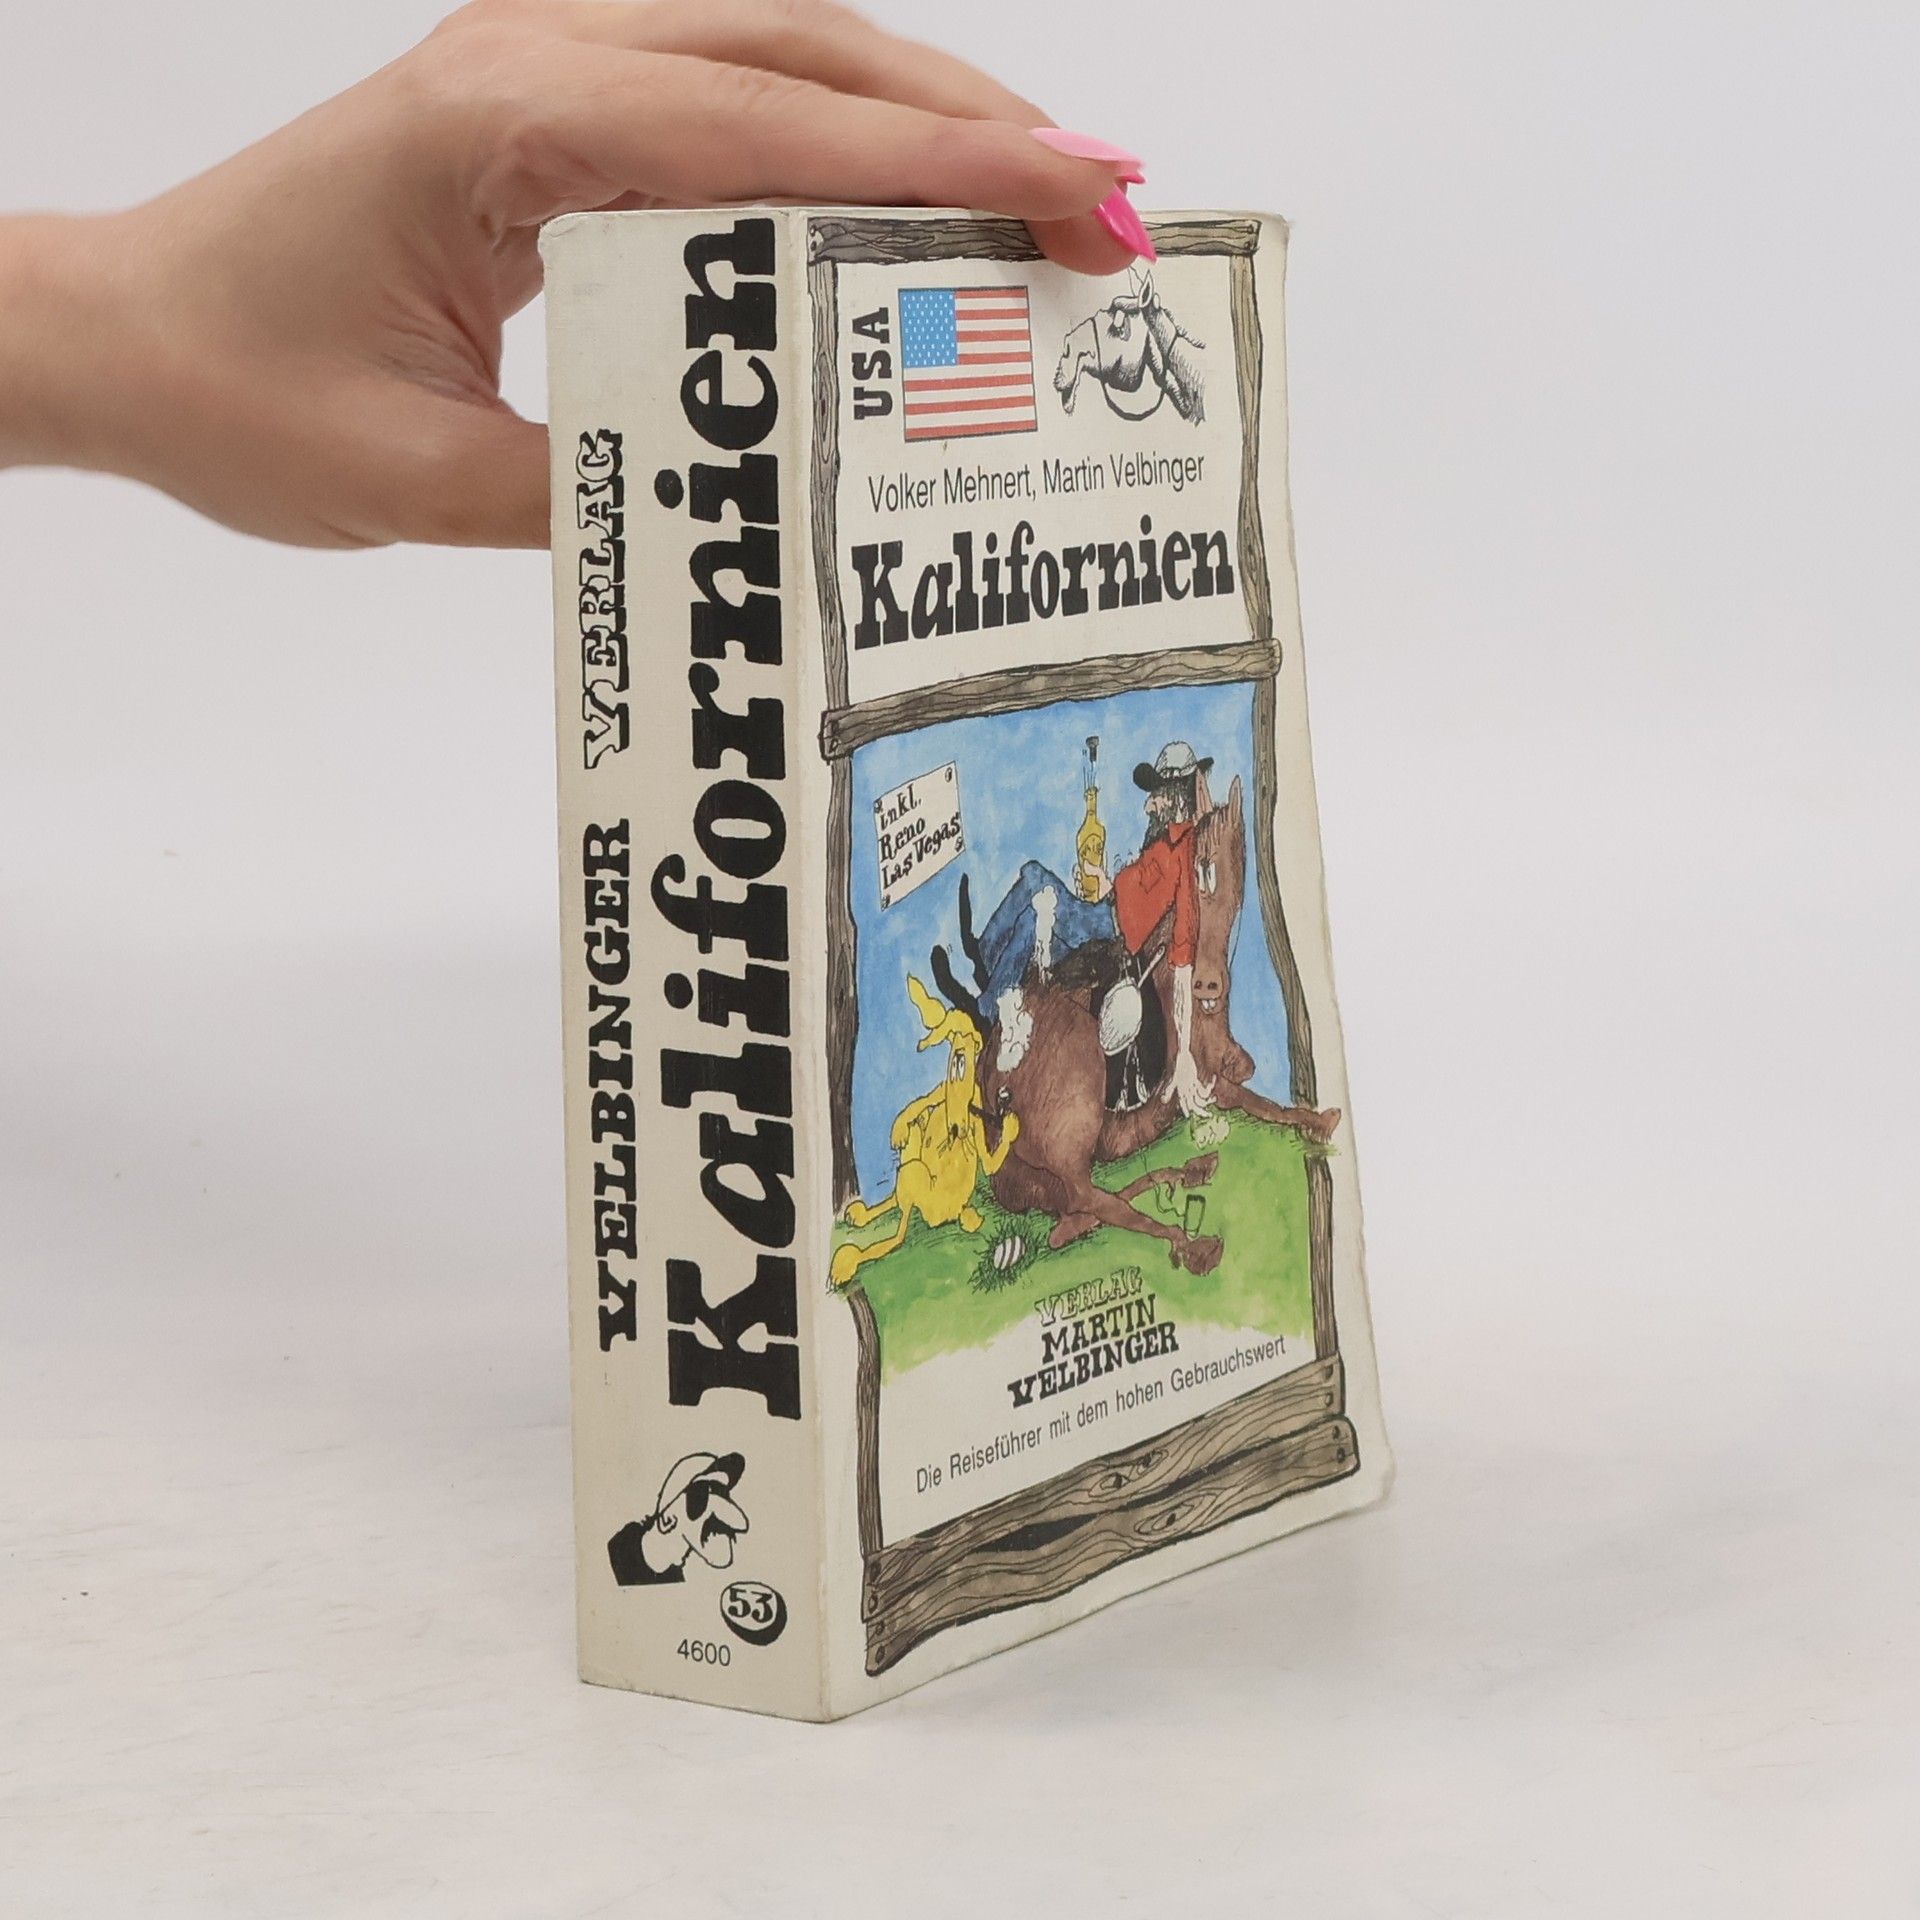 VELBINGER VERLAG
Kalifornien
53
4600
USA
Volker Mehnert, Martin Velbinger
Kalifornien
inkl.
Reno
Las Vegas
VERLAG
MARTIN
VELBINGER
Die Reiseführer mit dem hohen Gebrauchswert